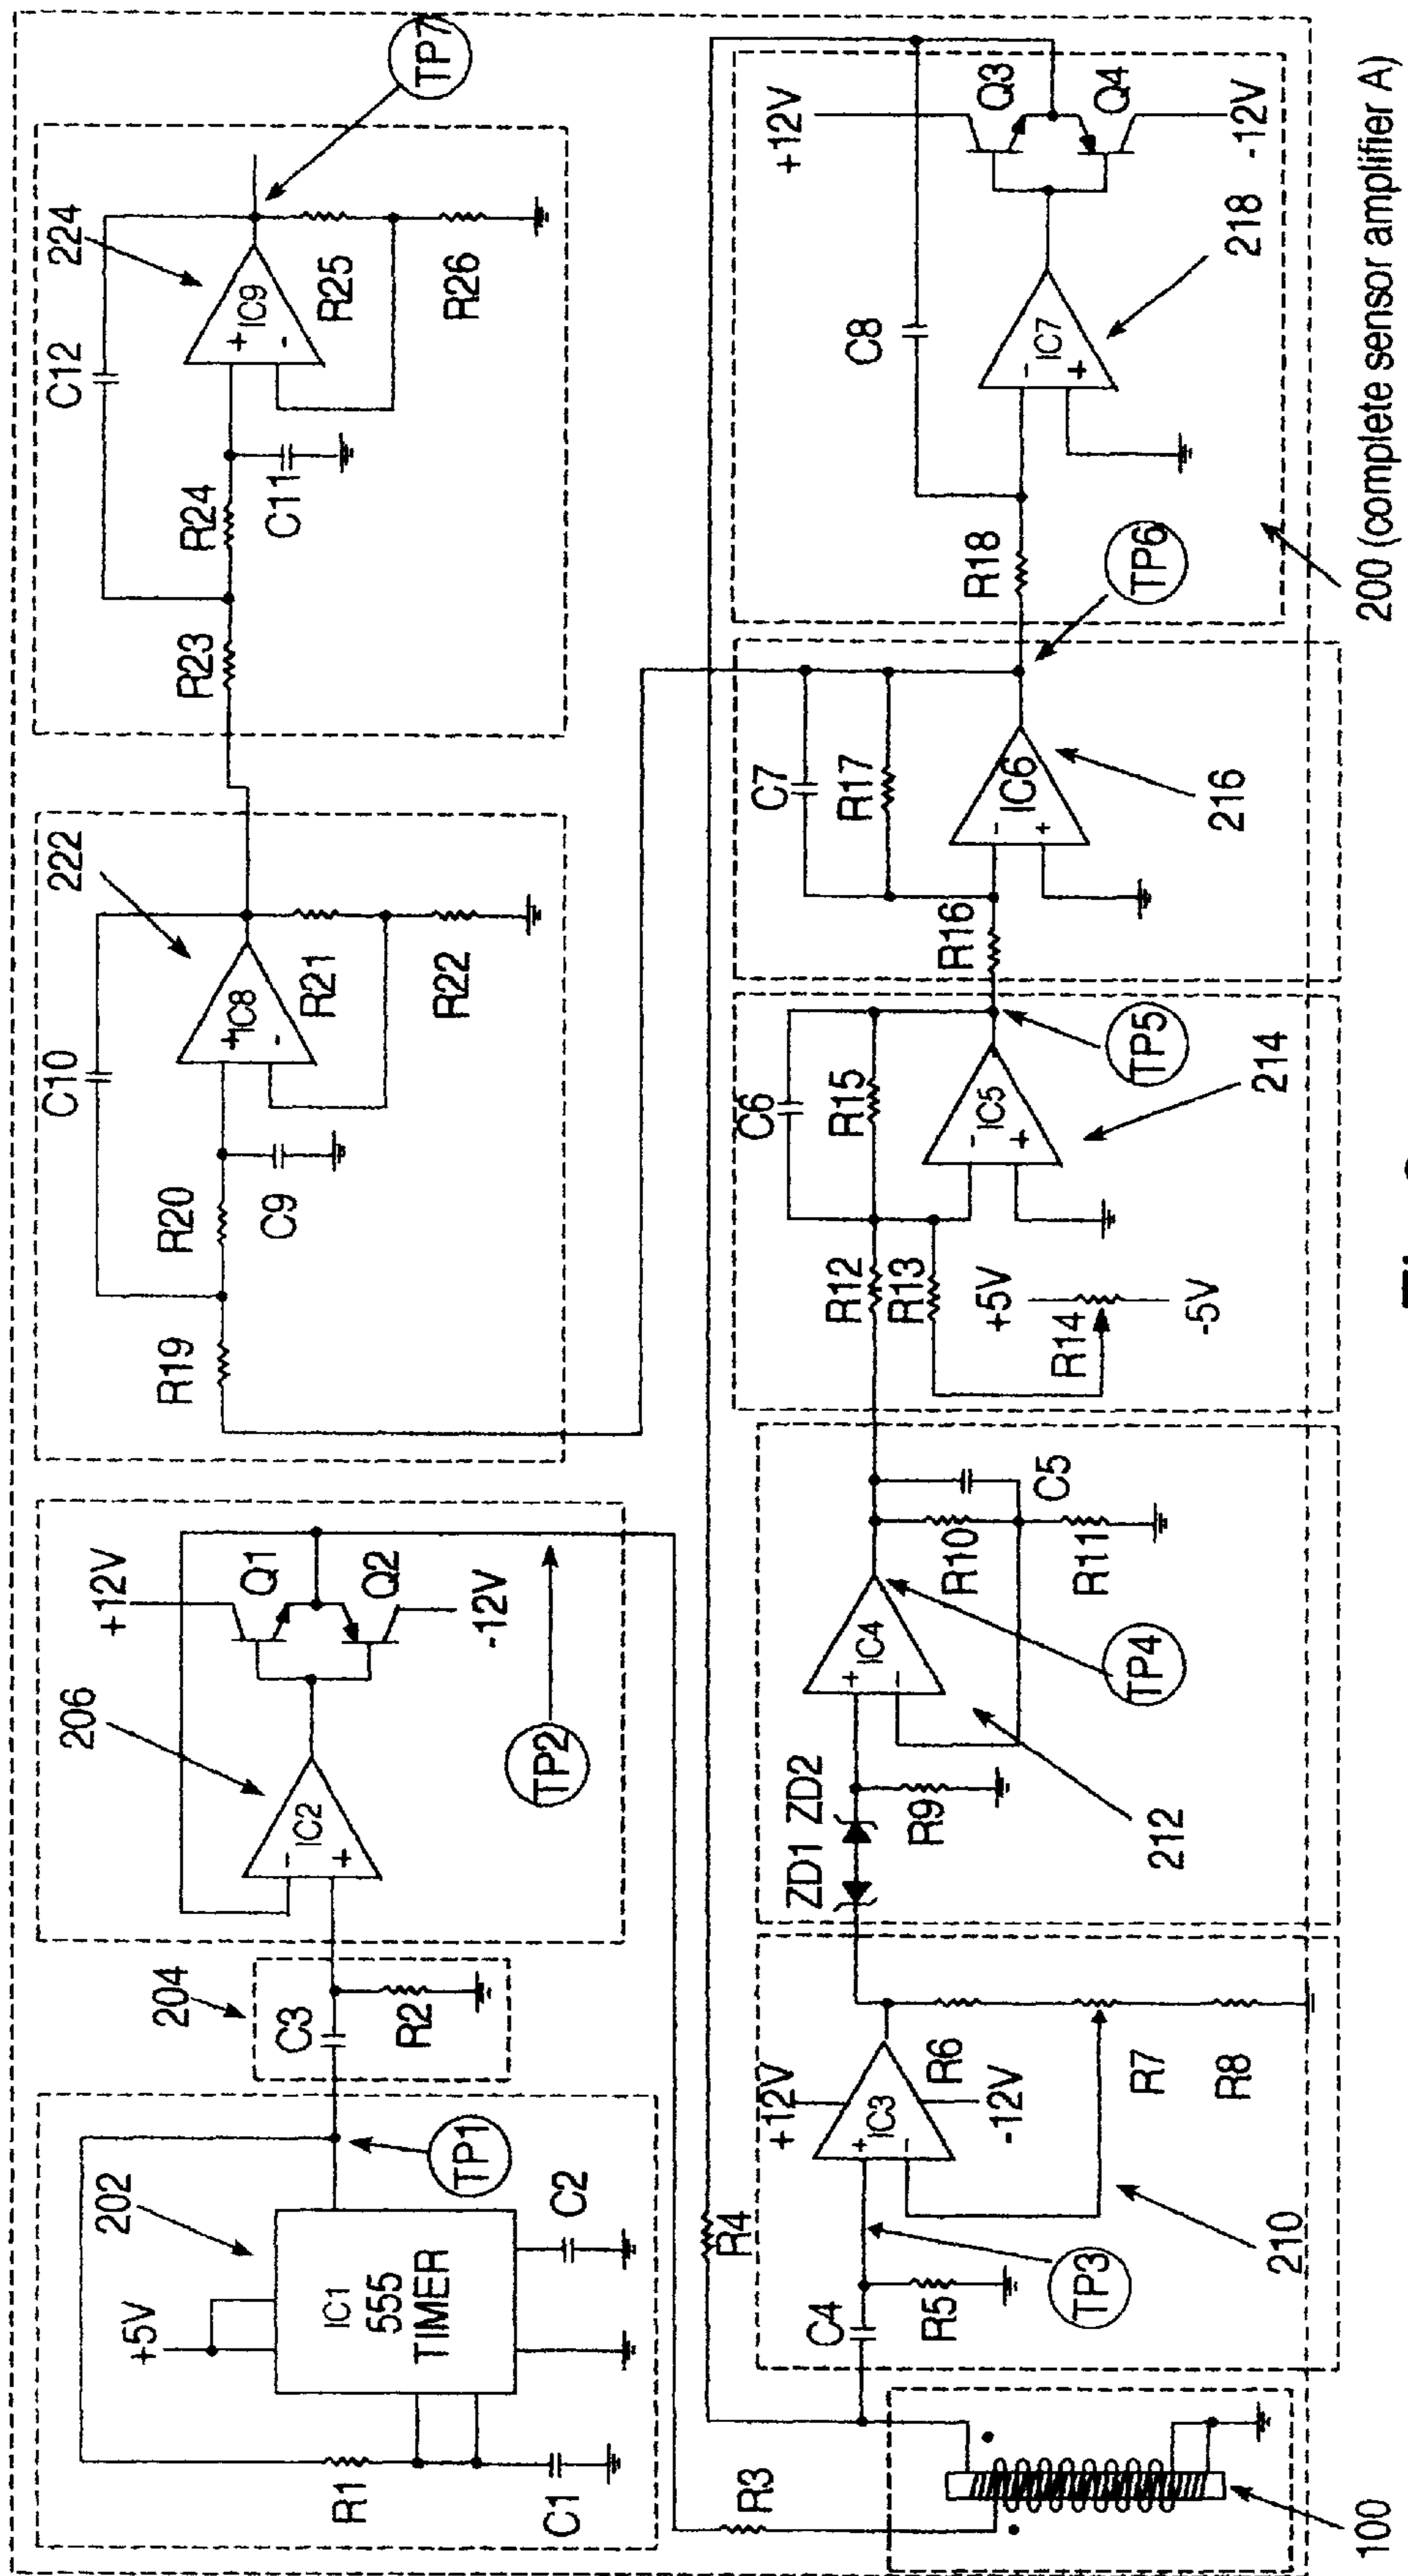 +5V
202
IC1
555
TIMER
R1
C1
C2
TP1
204
C3
R2
206
IC2
+12V
Q1
Q2
-12V
TP2
R19
R20
C9
C10
222
IC8
R21
R22
R23
R24
C11
C12
224
IC9
R25
R26
TP7
R3
100
R4
C4
R5
TP3
+12V
IC3
-12V
R6
R7
R8
210
ZD1 ZD2
R9
212
IC4
TP4
R10
R11
C5
R12
R13
+5V
R14
-5V
C6
R15
IC5
TP5
214
R16
C7
R17
IC6
216
TP6
R18
C8
IC7
218
+12V
Q3
Q4
-12V
200 (complete sensor amplifier A)